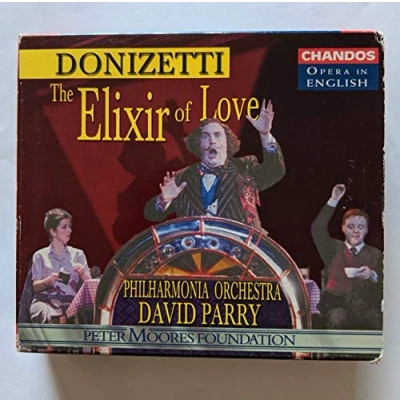 DONIZETTI
CHANDOS
OPERA IN
ENGLISH
The Elixir of Love
PHILHARMONIA ORCHESTRA
DAVID PARRY
PETER MOORES FOUNDATION